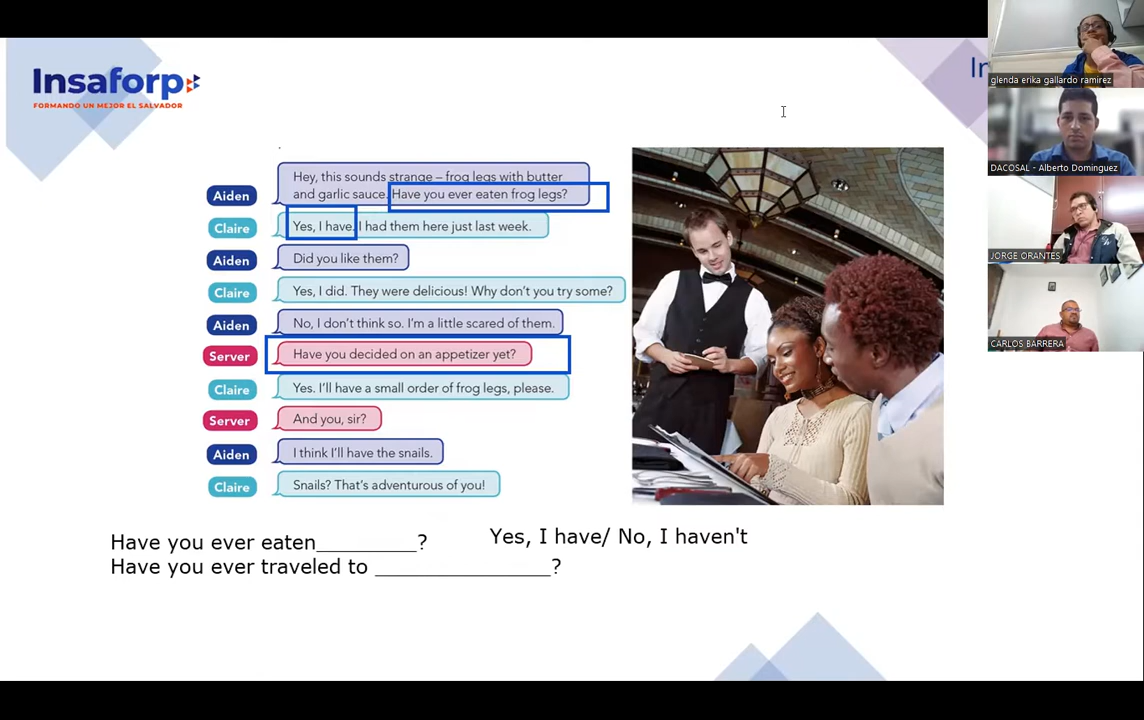 Insaforp
FORMANDO UN MEJOR EL SALVADOR
In
glenda erika gallardo ramirez
DACOSAL - Alberto Dominguez
JORGE ORANTES
CARLOS BARRERA
Aiden
Hey, this sounds strange – frog legs with butter
and garlic sauce. Have you ever eaten frog legs?
Claire
Yes, I have. I had them here just last week.
Aiden
Did you like them?
Claire
Yes, I did. They were delicious! Why don't you try some?
Aiden
No, I don't think so. I'm a little scared of them.
Server
Have you decided on an appetizer yet?
Claire
Yes. I'll have a small order of frog legs, please.
Server
And you, sir?
Aiden
I think I'll have the snails.
Claire
Snails? That's adventurous of you!
Have you ever eaten_________?
Yes, I have/ No, I haven't
Have you ever traveled to ________________?